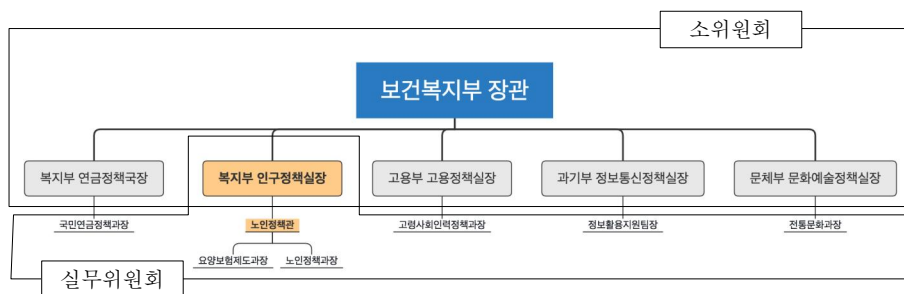 소위원회
보건복지부 장관
복지부 연금정책국장
복지부 인구정책실장
고용부 고용정책실장
과기부 정보통신정책실장
문체부 문화예술정책실장
국민연금정책과장
노인정책관
고령사회인력정책과장
정보활용지원팀장
전통문화과장
요양보험제도과장
노인정책과장
실무위원회